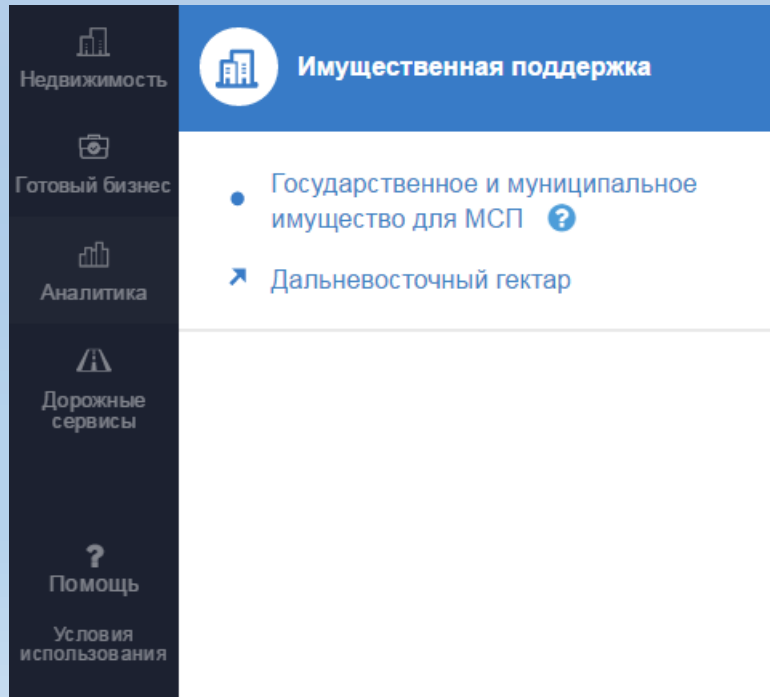 Недвижимость
Готовый бизнес
Аналитика
Дорожные
сервисы
?
Помощь
Условия
использования
Имущественная поддержка
Государственное и муниципальное
имущество для МСП ?
Дальневосточный гектар